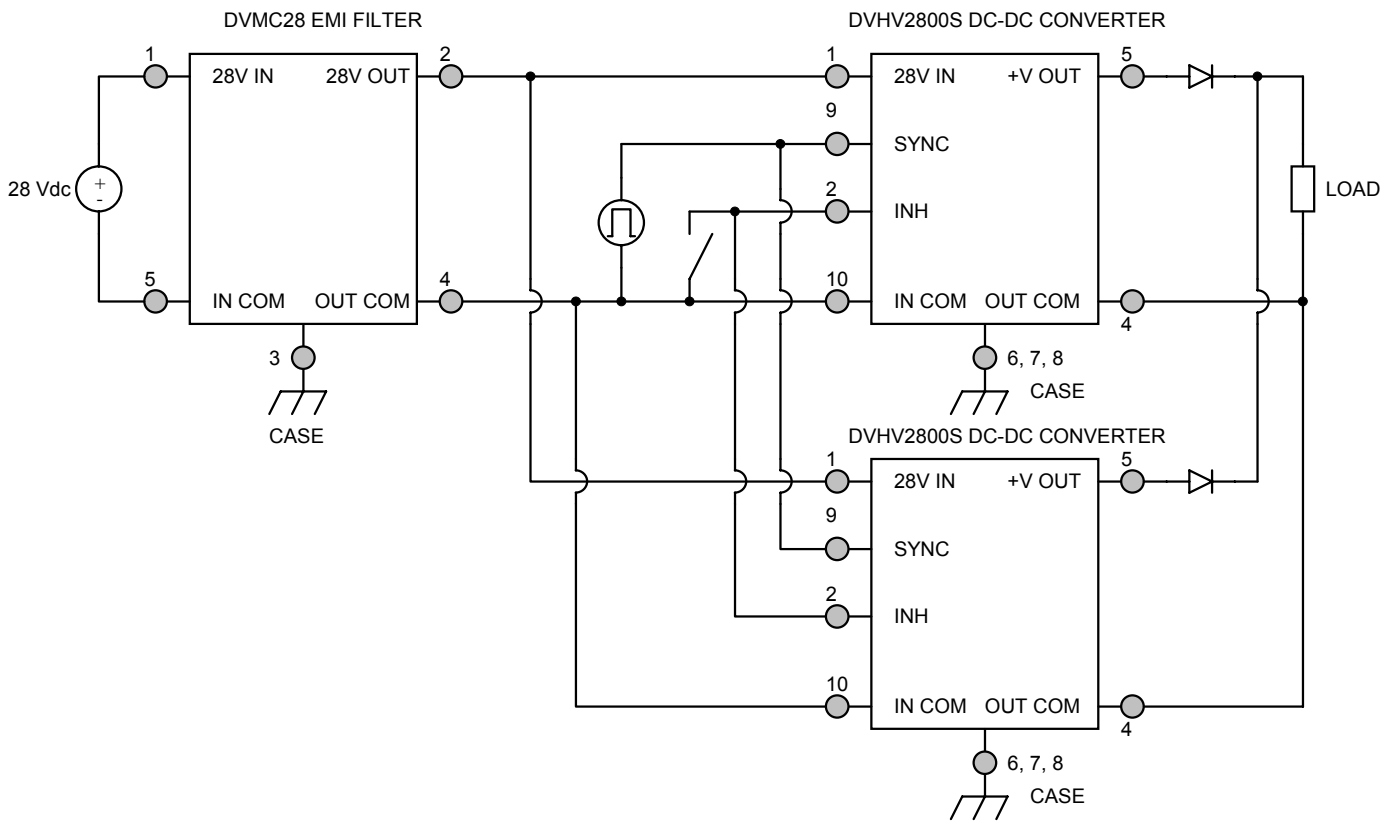 DVMC28 EMI FILTER
1
2
28V IN
28V OUT
28 Vdc
+
-
5
4
IN COM
OUT COM
3
CASE
DVHV2800S DC-DC CONVERTER
1
5
28V IN
+V OUT
9
SYNC
2
INH
LOAD
10
IN COM
OUT COM
4
6, 7, 8
CASE
DVHV2800S DC-DC CONVERTER
1
5
28V IN
+V OUT
9
SYNC
2
INH
10
IN COM
OUT COM
4
6, 7, 8
CASE